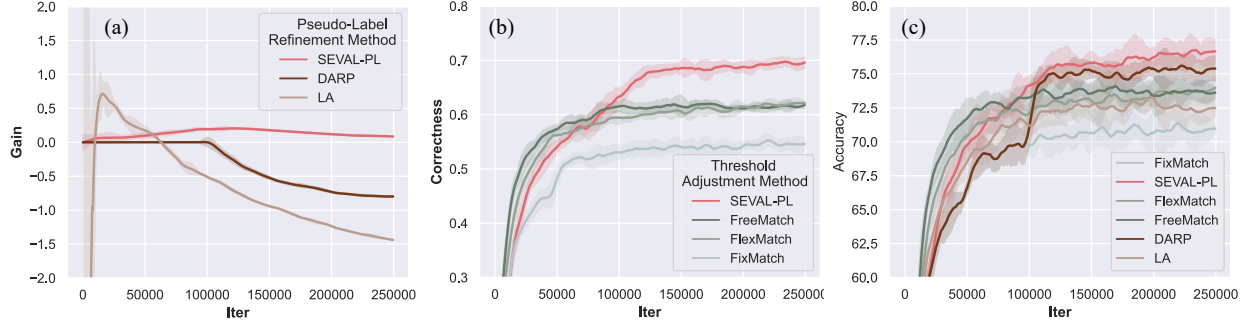 (a)
Pseudo-Label
Refinement Method
SEVAL-PL
DARP
LA
2.0
1.5
1.0
0.5
0.0
−0.5
−1.0
−1.5
−2.0
Gain
0 50000 100000 150000 200000 250000
Iter
(b)
0.8
0.7
0.6
0.5
0.4
0.3
Correctness
Threshold
Adjustment Method
SEVAL-PL
FreeMatch
FlexMatch
FixMatch
0 50000 100000 150000 200000 250000
Iter
(c)
77.5
75.0
72.5
70.0
67.5
65.0
62.5
60.0
Accuracy
FixMatch
SEVAL-PL
FlexMatch
FreeMatch
DARP
LA
0 50000 100000 150000 200000 250000
Iter